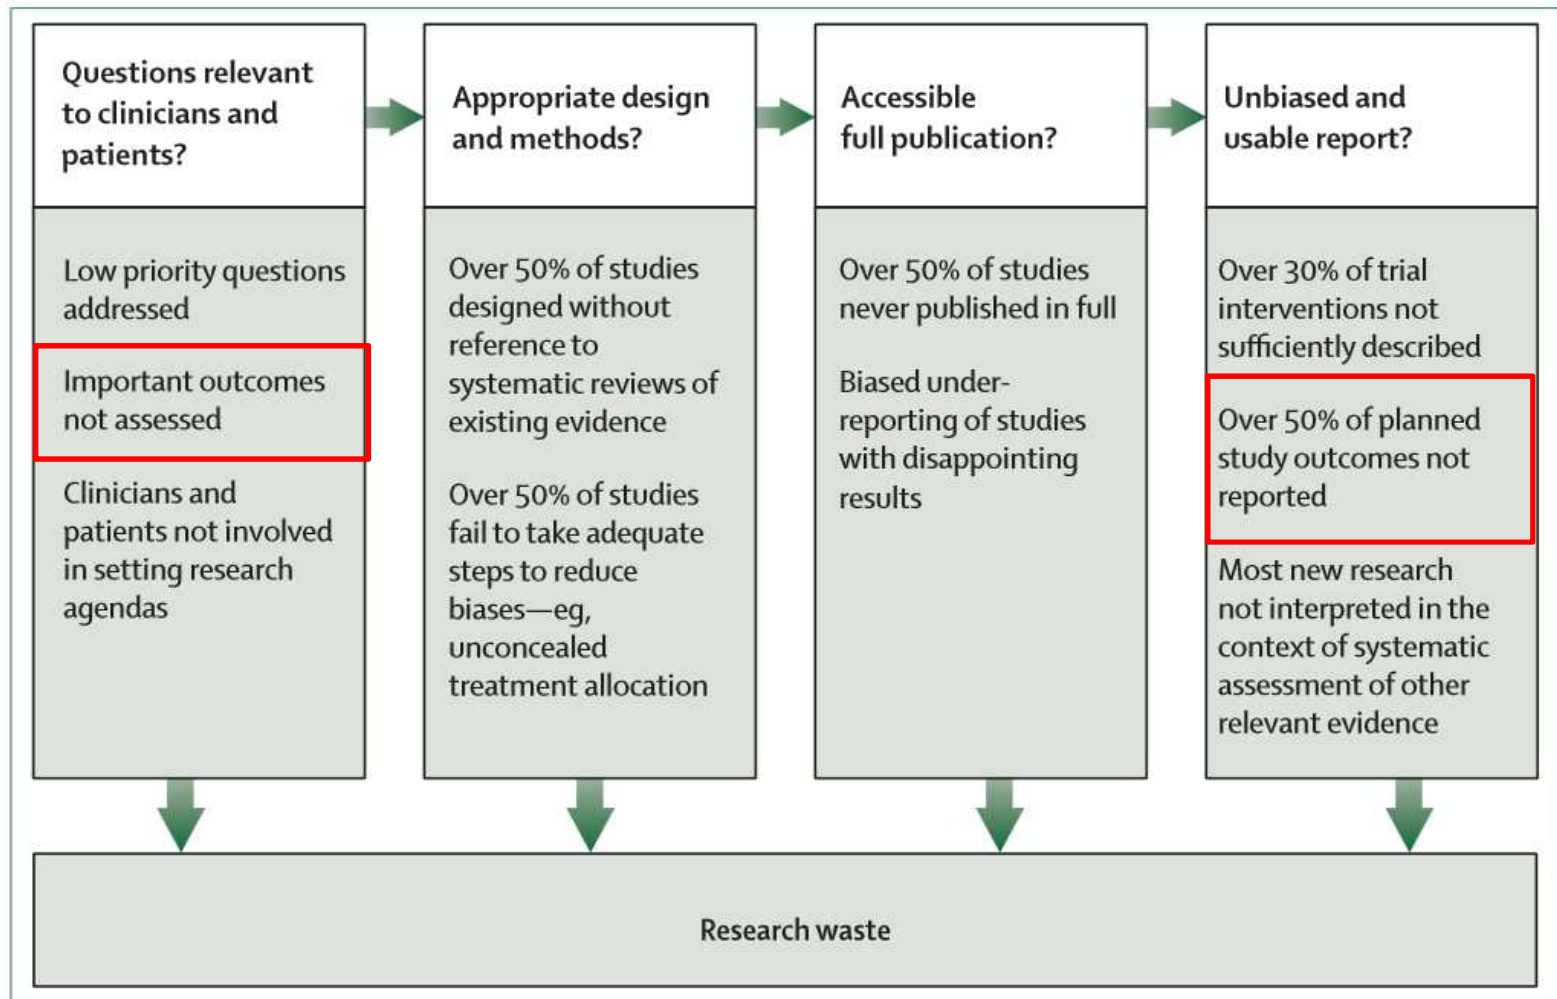 Questions relevant
to clinicians and
patients?
Low priority questions
addressed
Important outcomes
not assessed
Clinicians and
patients not involved
in setting research
agendas
Appropriate design
and methods?
Over 50% of studies
designed without
reference to
systematic reviews of
existing evidence
Over 50% of studies
fail to take adequate
steps to reduce
biases—eg,
unconcealed
treatment allocation
Accessible
full publication?
Over 50% of studies
never published in full
Biased under-
reporting of studies
with disappointing
results
Unbiased and
usable report?
Over 30% of trial
interventions not
sufficiently described
Over 50% of planned
study outcomes not
reported
Most new research
not interpreted in the
context of systematic
assessment of other
relevant evidence
Research waste